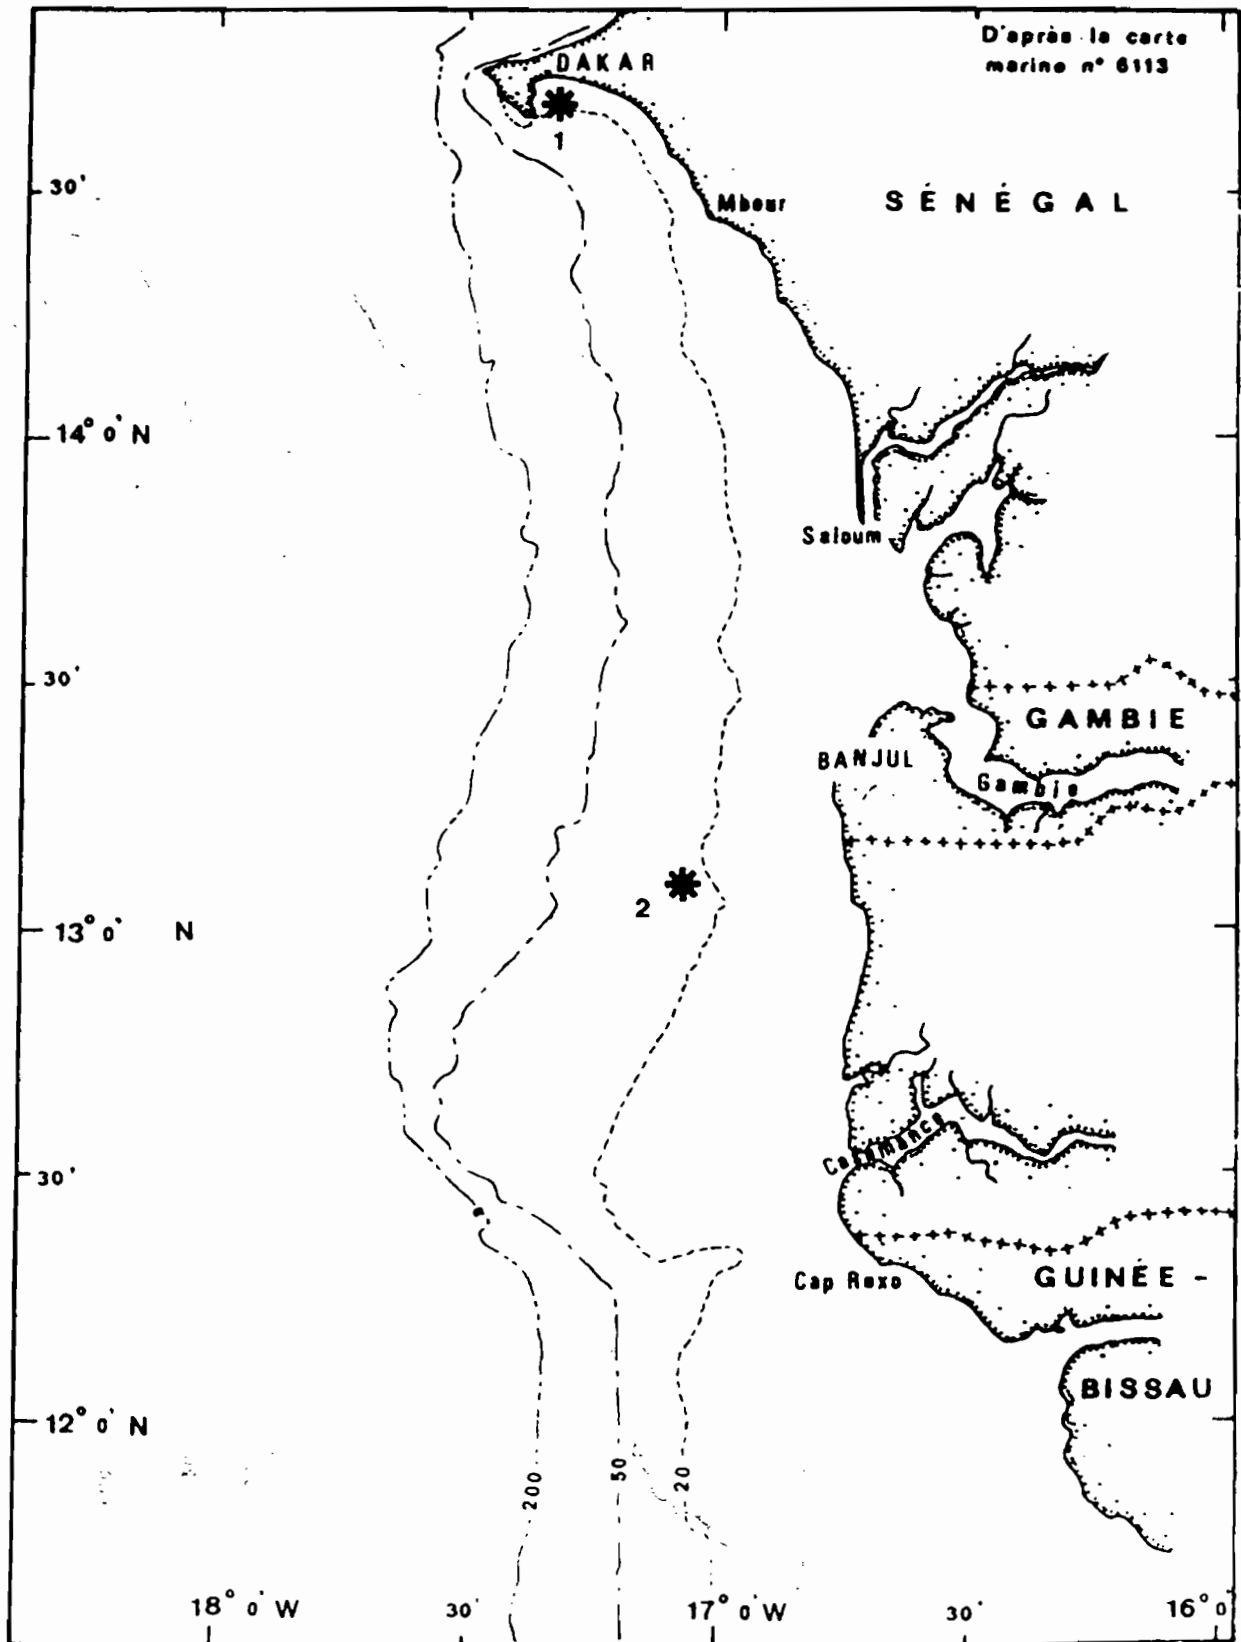 D'après la carte
marine n° 6113
DAKAR
1
30'
Mbour
SÉNÉGAL
14° 0' N
Saloum
30'
GAMBIE
BANJUL
Gambie
2
13° 0' N
Casamance
30'
Cap Roxo
GUINÉE -
BISSAU
12° 0' N
200
50
20
18° 0' W
30'
17° 0' W
30'
16° 0'